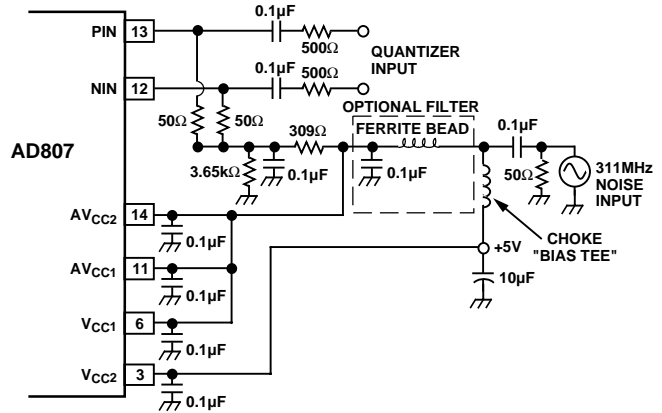 0.1µF
PIN 13
500Ω
QUANTIZER
INPUT
0.1µF 500Ω
NIN 12
OPTIONAL FILTER
50Ω 50Ω
309Ω
FERRITE BEAD
0.1µF
AD807
3.65kΩ
0.1µF
0.1µF
50Ω
311MHz
NOISE
INPUT
AVCC2 14
0.1µF
+5V
CHOKE
"BIAS TEE"
AVCC1 11
0.1µF
10µF
VCC1 6
0.1µF
VCC2 3
0.1µF